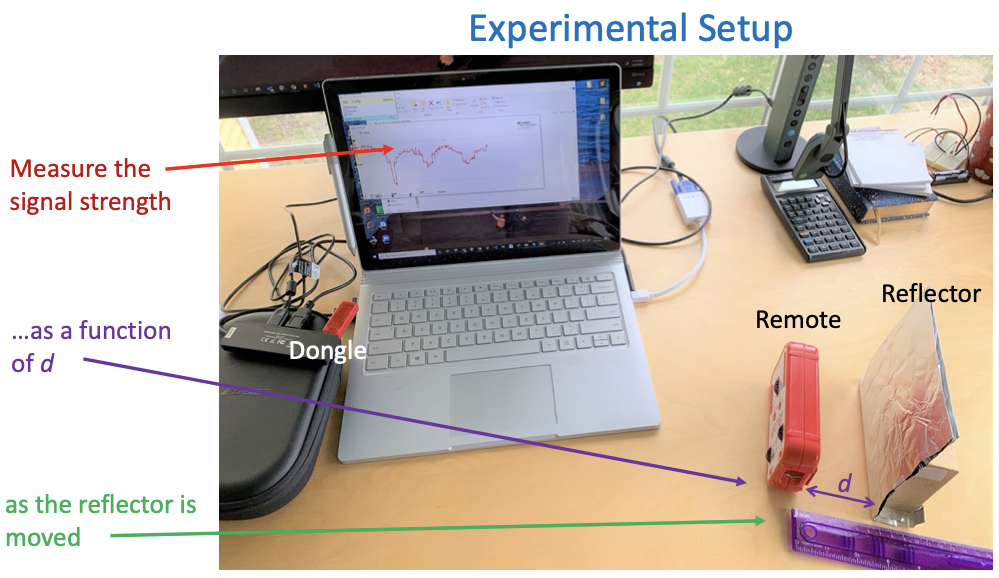 Experimental Setup
Measure the
signal strength
…as a function
of d
as the reflector is
moved
Dongle
Remote
Reflector
d